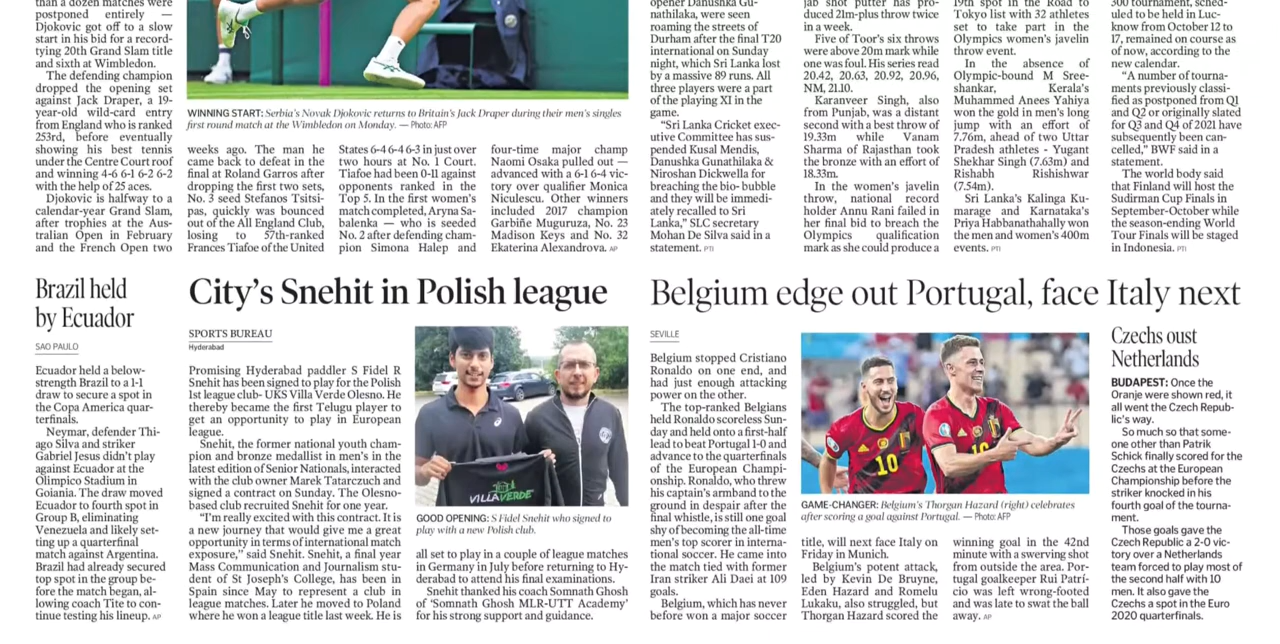 than a dozen matches were
postponed entirely —
Djokovic got off to a slow
start in his bid for a record-
tying 20th Grand Slam title
and sixth at Wimbledon.
The defending champion
dropped the opening set
against Jack Draper, a 19-
year-old wild-card entry
from England who is ranked
253rd, before eventually
showing his best tennis
under the Centre Court roof
and winning 4-6 6-1 6-2 6-2
with the help of 25 aces.
Djokovic is halfway to a
calendar-year Grand Slam,
after trophies at the Aus-
tralian Open in February
and the French Open two
WINNING START: Serbia's Novak Djokovic returns to Britain's Jack Draper during their men's singles
first round match at the Wimbledon on Monday. — Photo: AFP
weeks ago. The man he
came back to defeat in the
final at Roland Garros after
dropping the first two sets,
No. 3 seed Stefanos Tsitsi-
pas, quickly was bounced
out of the All England Club,
losing to 57th-ranked
Frances Tiafoe of the United
States 6-4 6-4 6-3 in just over
two hours at No. 1 Court.
Tiafoe had been 0-11 against
opponents ranked in the
Top 5. In the first women's
match completed, Aryna Sa-
balenka — who is seeded
No. 2 after defending cham-
pion Simona Halep and
four-time major champ
Naomi Osaka pulled out —
advanced with a 6-1 6-4 vic-
tory over qualifier Monica
Niculescu. Other winners
included 2017 champion
Garbiñe Muguruza, No. 23
Madison Keys and No. 32
Ekaterina Alexandrova. AP
opener Danushka Gu-
nathilaka, were seen
roaming the streets of
Durham after the final T20
international on Sunday
night, which Sri Lanka lost
by a massive 89 runs. All
three players were a part
of the playing XI in the
game.
"Sri Lanka Cricket exec-
utive Committee has sus-
pended Kusal Mendis,
Danushka Gunathilaka &
Niroshan Dickwella for
breaching the bio- bubble
and they will be immedi-
ately recalled to Sri
Lanka," SLC secretary
Mohan De Silva said in a
statement. PTI
jab shot putter has pro-
duced 21m-plus throw twice
in a week.
Five of Toor's six throws
were above 20m mark while
one was foul. His series read
20.42, 20.63, 20.92, 20.96,
NM, 21.10.
Karanveer Singh, also
from Punjab, was a distant
second with a best throw of
19.33m while Vanam
Sharma of Rajasthan took
the bronze with an effort of
18.33m.
In the women's javelin
throw, national record
holder Annu Rani failed in
her final bid to breach the
Olympics qualification
mark as she could produce a
19th spot in the Road to
Tokyo list with 32 athletes
set to take part in the
Olympics women's javelin
throw event.
In the absence of
Olympic-bound M Sree-
shankar, Kerala's
Muhammed Anees Yahiya
won the gold in men's long
jump with an effort of
7.76m, ahead of two Uttar
Pradesh athletes - Yugant
Shekhar Singh (7.63m) and
Rishabh Rishishwar
(7.54m).
Sri Lanka's Kalinga Ku-
marage and Karnataka's
Priya Habbanathahally won
the men and women's 400m
events. PTI
300 tournament, sched-
uled to be held in Luc-
know from October 12 to
17, remained on course as
of now, according to the
new calendar.
"A number of tourna-
ments previously classi-
fied as postponed from Q1
and Q2 or originally slated
for Q3 and Q4 of 2021 have
subsequently been can-
celled," BWF said in a
statement.
The world body said
that Finland will host the
Sudirman Cup Finals in
September-October while
the season-ending World
Tour Finals will be staged
in Indonesia. PTI
Brazil held
by Ecuador
SAO PAULO
Ecuador held a below-
strength Brazil to a 1-1
draw to secure a spot in
the Copa America quar-
terfinals.
Neymar, defender Thi-
ago Silva and striker
Gabriel Jesus didn't play
against Ecuador at the
Olimpico Stadium in
Goiania. The draw moved
Ecuador to fourth spot in
Group B, eliminating
Venezuela and likely set-
ting up a quarterfinal
match against Argentina.
Brazil had already secured
top spot in the group be-
fore the match began, al-
lowing coach Tite to con-
tinue testing his lineup. AP
City's Snehit in Polish league
SPORTS BUREAU
Hyderabad
Promising Hyderabad paddler S Fidel R
Snehit has been signed to play for the Polish
1st league club- UKS Villa Verde Olesno. He
thereby became the first Telugu player to
get an opportunity to play in European
league.
Snehit, the former national youth cham-
pion and bronze medallist in men's in the
latest edition of Senior Nationals, interacted
with the club owner Marek Tatarczuch and
signed a contract on Sunday. The Olesno-
based club recruited Snehit for one year.
"I'm really excited with this contract. It is
a new journey that would give me a great
opportunity in terms of international match
exposure," said Snehit. Snehit, a final year
Mass Communication and Journalism stu-
dent of St Joseph's College, has been in
Spain since May to represent a club in
league matches. Later he moved to Poland
where he won a league title last week. He is
VILLAVERDE
GOOD OPENING: S Fidel Snehit who signed to
play with a new Polish club.
all set to play in a couple of league matches
in Germany in July before returning to Hy-
derabad to attend his final examinations.
Snehit thanked his coach Somnath Ghosh
of 'Somnath Ghosh MLR-UTT Academy'
for his strong support and guidance.
Belgium edge out Portugal, face Italy next
SEVILLE
Belgium stopped Cristiano
Ronaldo on one end, and
had just enough attacking
power on the other.
The top-ranked Belgians
held Ronaldo scoreless Sun-
day and held onto a first-half
lead to beat Portugal 1-0 and
advance to the quarterfinals
of the European Champi-
onship. Ronaldo, who threw
his captain's armband to the
ground in despair after the
final whistle, is still one goal
shy of becoming the all-time
men's top scorer in interna-
tional soccer. He came into
the match tied with former
Iran striker Ali Daei at 109
goals.
Belgium, which has never
before won a major soccer
10
16
GAME-CHANGER: Belgium's Thorgan Hazard (right) celebrates
after scoring a goal against Portugal. — Photo: AFP
title, will next face Italy on
Friday in Munich.
Belgium's potent attack,
led by Kevin De Bruyne,
Eden Hazard and Romelu
Lukaku, also struggled, but
Thorgan Hazard scored the
winning goal in the 42nd
minute with a swerving shot
from outside the area. Por-
tugal goalkeeper Rui Patrí-
cio was left wrong-footed
and was late to swat the ball
away. AP
Czechs oust
Netherlands
BUDAPEST: Once the
Oranje were shown red, it
all went the Czech Repub-
lic's way.
So much so that some-
one other than Patrik
Schick finally scored for the
Czechs at the European
Championship before the
striker knocked in his
fourth goal of the tourna-
ment.
Those goals gave the
Czech Republic a 2-0 vic-
tory over a Netherlands
team forced to play most of
the second half with 10
men. It also gave the
Czechs a spot in the Euro
2020 quarterfinals.